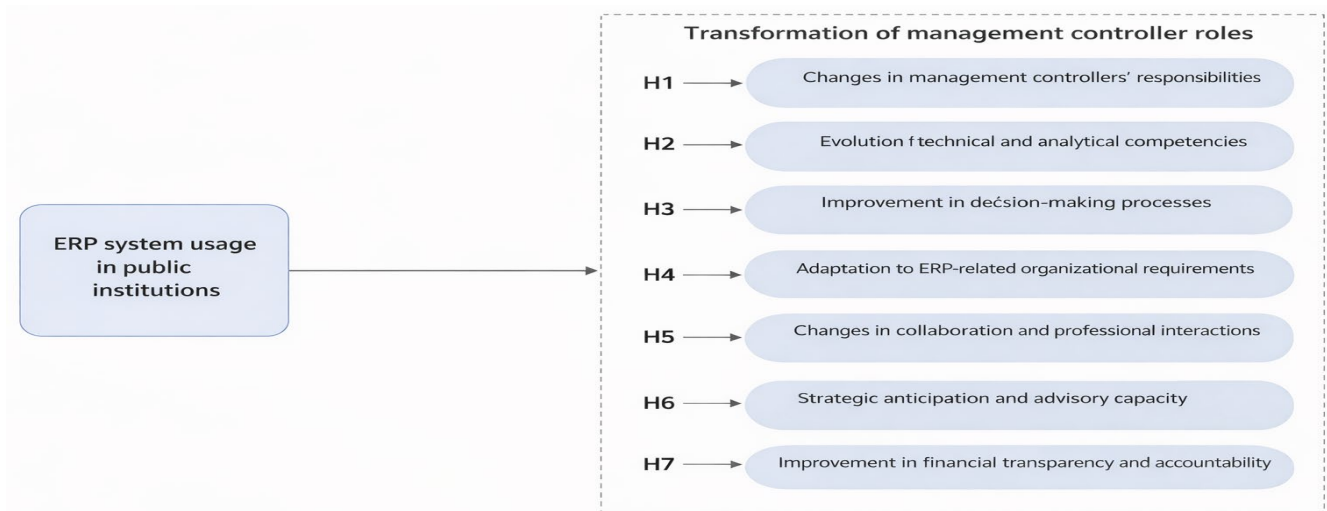 Transformation of management controller roles
H1 Changes in management controllers' responsibilities
H2 Evolution f technical and analytical competencies
H3 Improvement in decśion-making processes
ERP system usage
in public
institutions
H4 Adaptation to ERP-related organizational requirements
H5 Changes in collaboration and professional interactions
H6 Strategic anticipation and advisory capacity
H7 Improvement in financial transparency and accountability